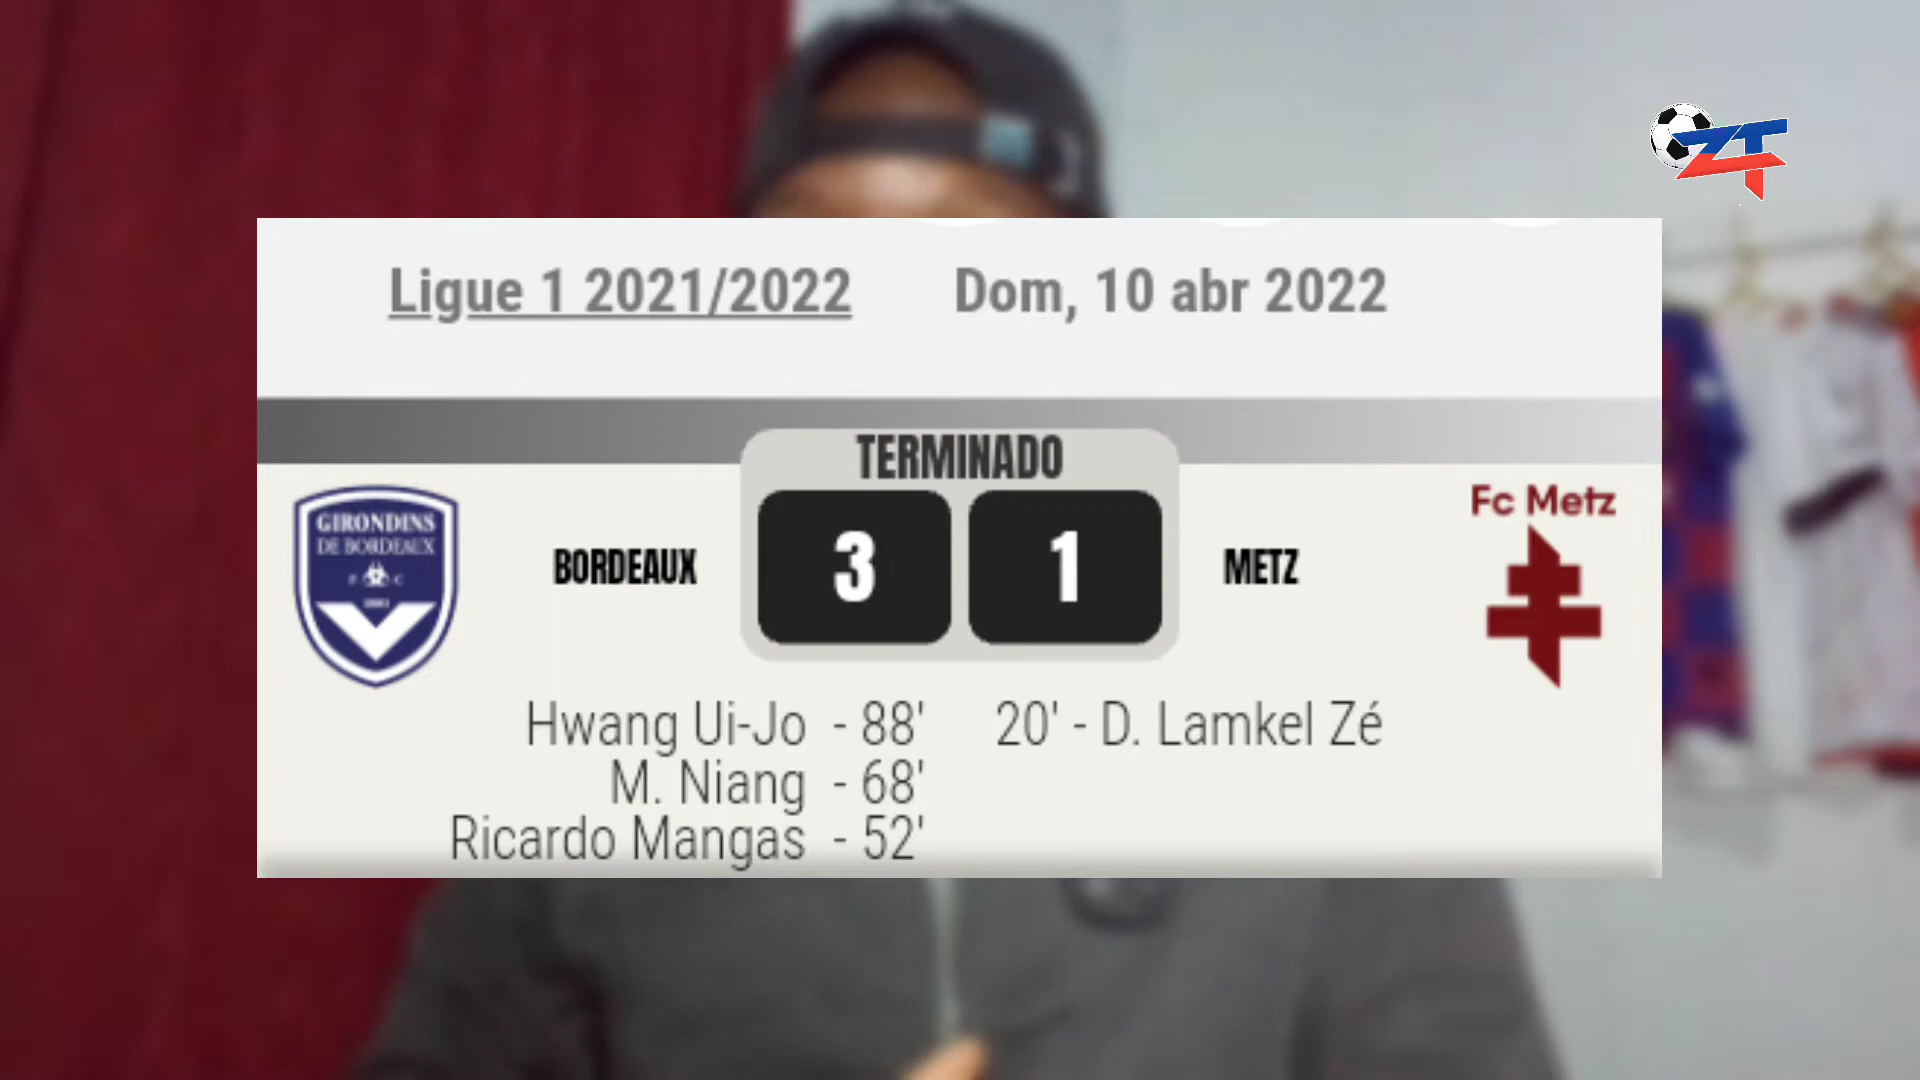 ZT
Ligue 1 2021/2022 Dom, 10 abr 2022
TERMINADO
GIRONDINS
DE BORDEAUX
F C
1881
BORDEAUX 3 1 METZ
Fc Metz
Hwang Ui-Jo - 88' 20' - D. Lamkel Zé
M. Niang - 68'
Ricardo Mangas - 52'